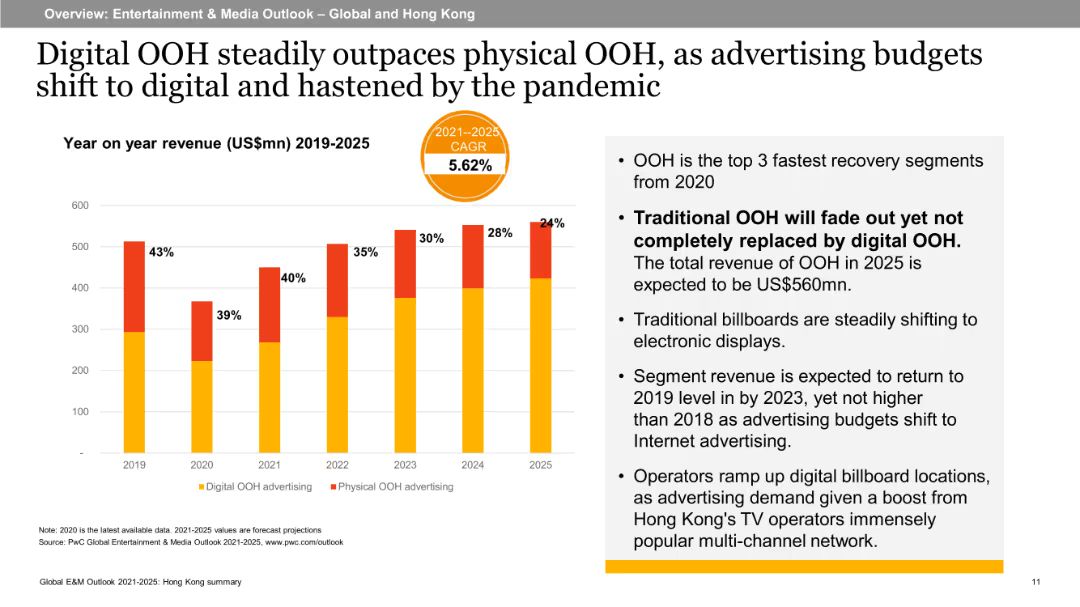 Overview: Entertainment & Media Outlook – Global and Hong Kong
Digital OOH steadily outpaces physical OOH, as advertising budgets
shift to digital and hastened by the pandemic
Year on year revenue (US$mn) 2019-2025
2021--2025
CAGR
5.62%
600
500
400
300
200
100
-
43%
39%
40%
35%
30%
28%
24%
2019
2020
2021
2022
2023
2024
2025
Digital OOH advertising
Physical OOH advertising
• OOH is the top 3 fastest recovery segments
from 2020
• Traditional OOH will fade out yet not
completely replaced by digital OOH.
The total revenue of OOH in 2025 is
expected to be US$560mn.
• Traditional billboards are steadily shifting to
electronic displays.
• Segment revenue is expected to return to
2019 level in by 2023, yet not higher
than 2018 as advertising budgets shift to
Internet advertising.
• Operators ramp up digital billboard locations,
as advertising demand given a boost from
Hong Kong's TV operators immensely
popular multi-channel network.
Note: 2020 is the latest available data. 2021-2025 values are forecast projections
Source: PwC Global Entertainment & Media Outlook 2021-2025, www.pwc.com/outlook
Global E&M Outlook 2021-2025: Hong Kong summary
11